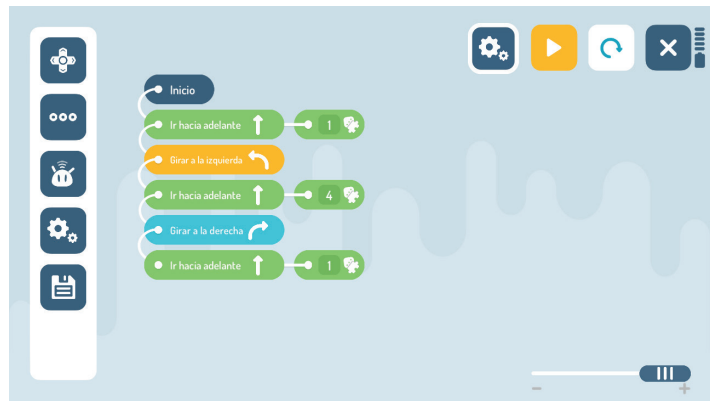 Inicio
Ir hacia adelante 1
Girar a la izquierda
Ir hacia adelante 4
Girar a la derecha
Ir hacia adelante 1
- +